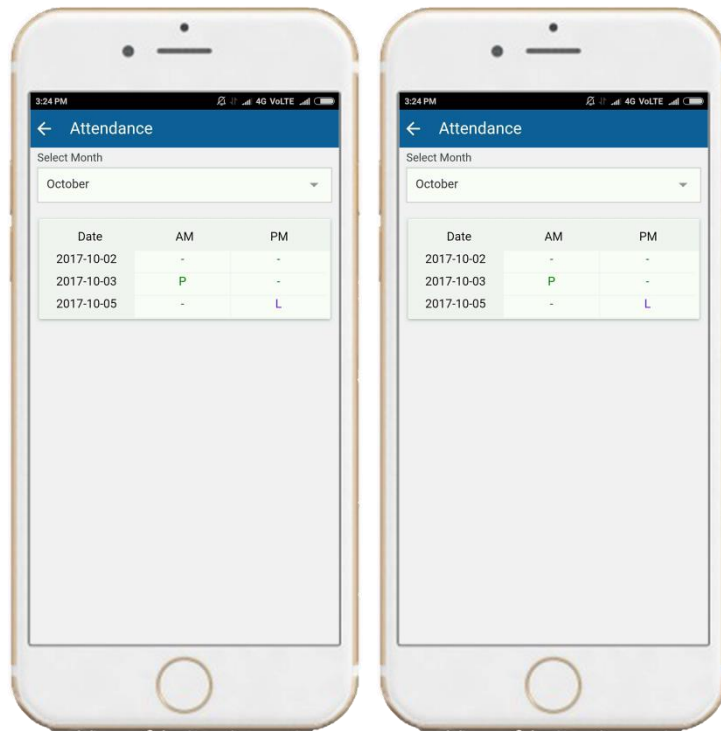 3:24 PM 4G VoLTE
Attendance
Select Month
October
Date AM PM
2017-10-02 - -
2017-10-03 P -
2017-10-05 - L
3:24 PM 4G VoLTE
Attendance
Select Month
October
Date AM PM
2017-10-02 - -
2017-10-03 P -
2017-10-05 - L